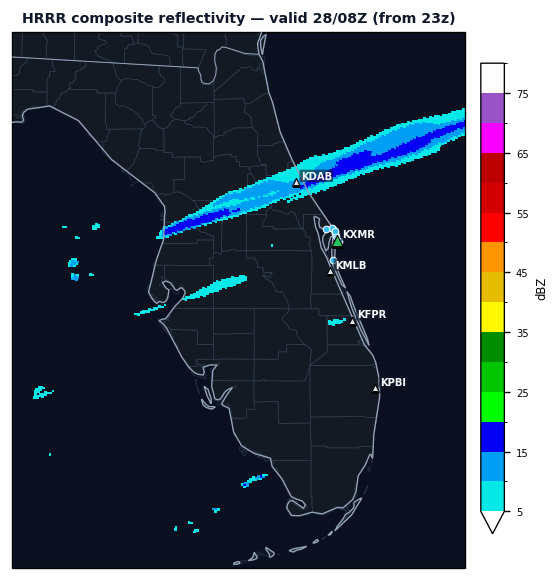 HRRR composite reflectivity — valid 28/08Z (from 23z)
75
65
KDAB
55
KXMR
45
KMLB
dBZ
KFPR
35
25
KPBI
15
5